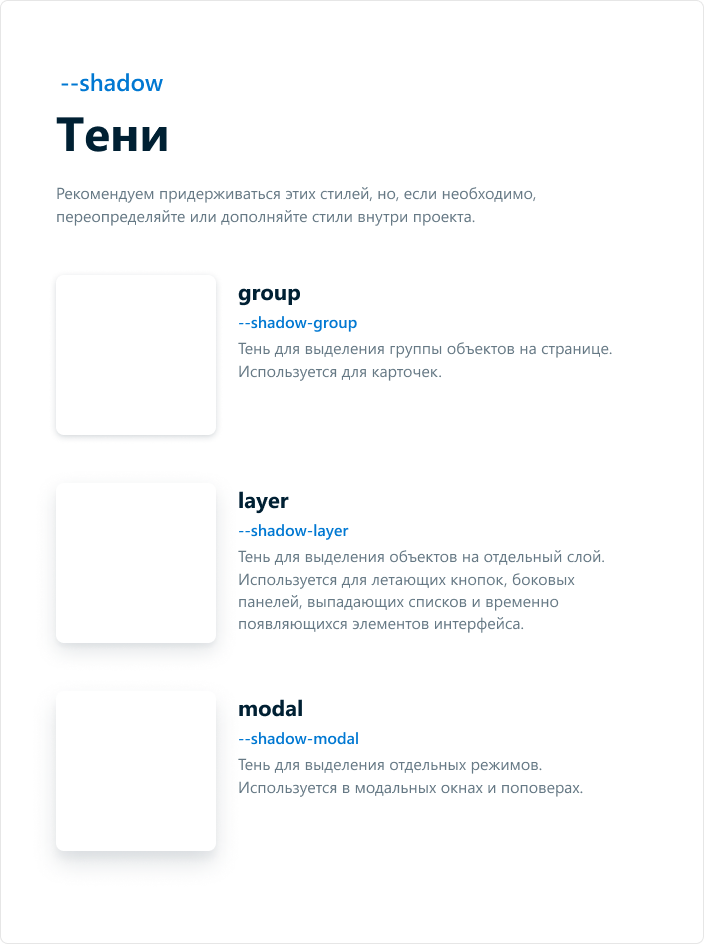 --shadow
Тени
Рекомендуем придерживаться этих стилей, но, если необходимо,
переопределяйте или дополняйте стили внутри проекта.
group
--shadow-group
Тень для выделения группы объектов на странице.
Используется для карточек.
layer
--shadow-layer
Тень для выделения объектов на отдельный слой.
Используется для летающих кнопок, боковых
панелей, выпадающих списков и временно
появляющихся элементов интерфейса.
modal
--shadow-modal
Тень для выделения отдельных режимов.
Используется в модальных окнах и поповерах.